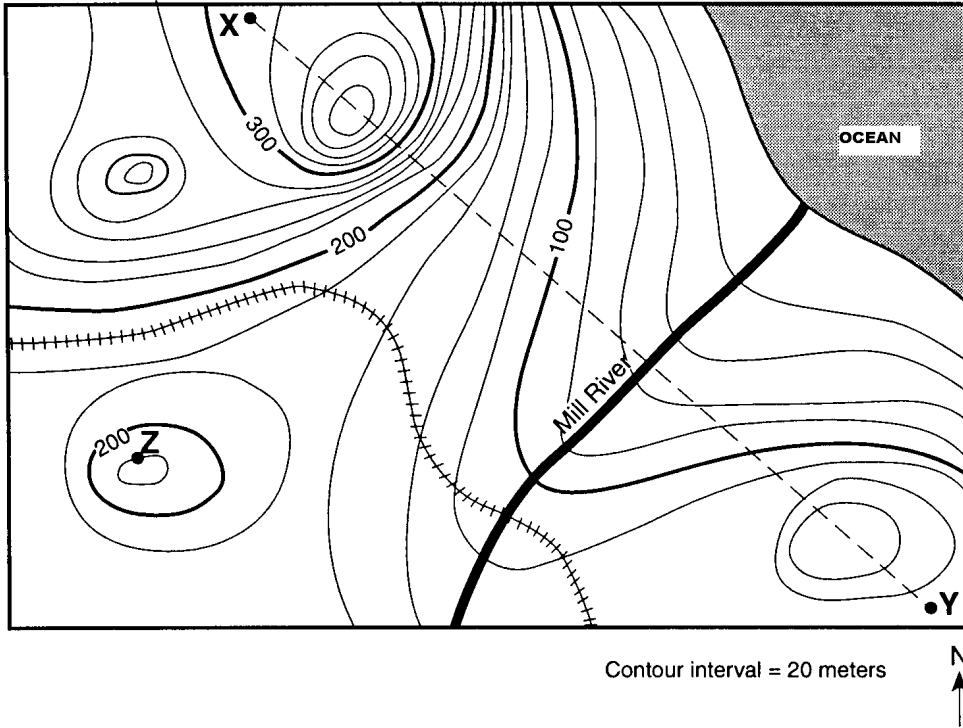 X
OCEAN
300
200
100
Mill River
200
Z
Y
Contour interval = 20 meters
N